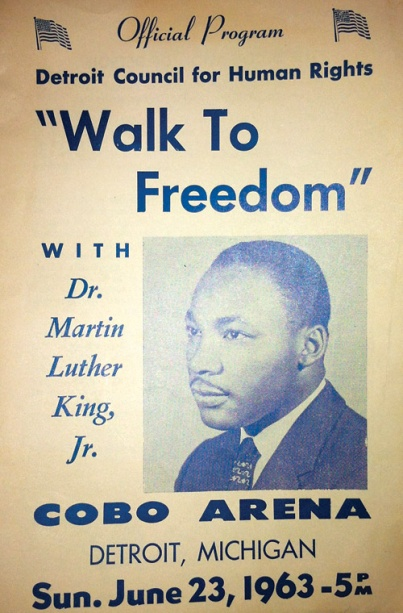 Official Program
Detroit Council for Human Rights
"Walk To
Freedom"
WITH
Dr.
Martin
Luther
King,
Jr.
COBO ARENA
DETROIT, MICHIGAN
Sun. June 23, 1963 - 5 PM